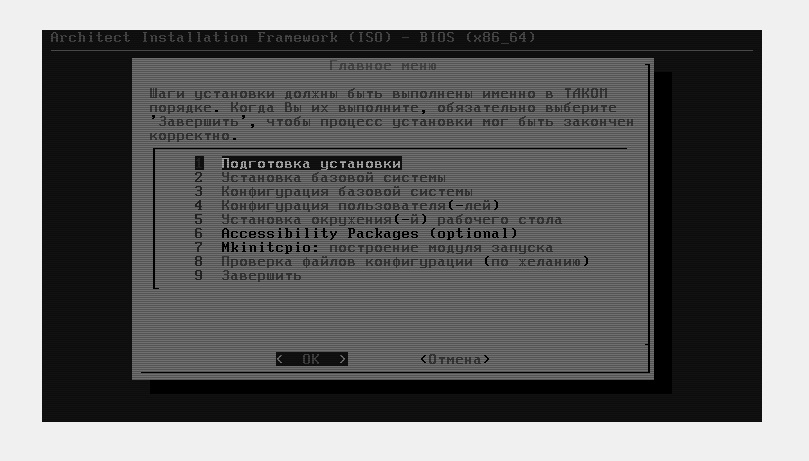 Architect Installation Framework (ISO) - BIOS (x86_64)
Главное меню
Шаги установки должны быть выполнены именно в ТАКОМ
порядке. Когда Вы их выполните, обязательно выберите
'Завершить', чтобы процесс установки мог быть закончен
корректно.
1 Подготовка установки
2 Установка базовой системы
3 Конфигурация базовой системы
4 Конфигурация пользователя(-лей)
5 Установка окружения(-й) рабочего стола
6 Accessibility Packages (optional)
7 Mkinitcpio: построение модуля запуска
8 Проверка файлов конфигурации (по желанию)
9 Завершить
< OK > <Отмена>